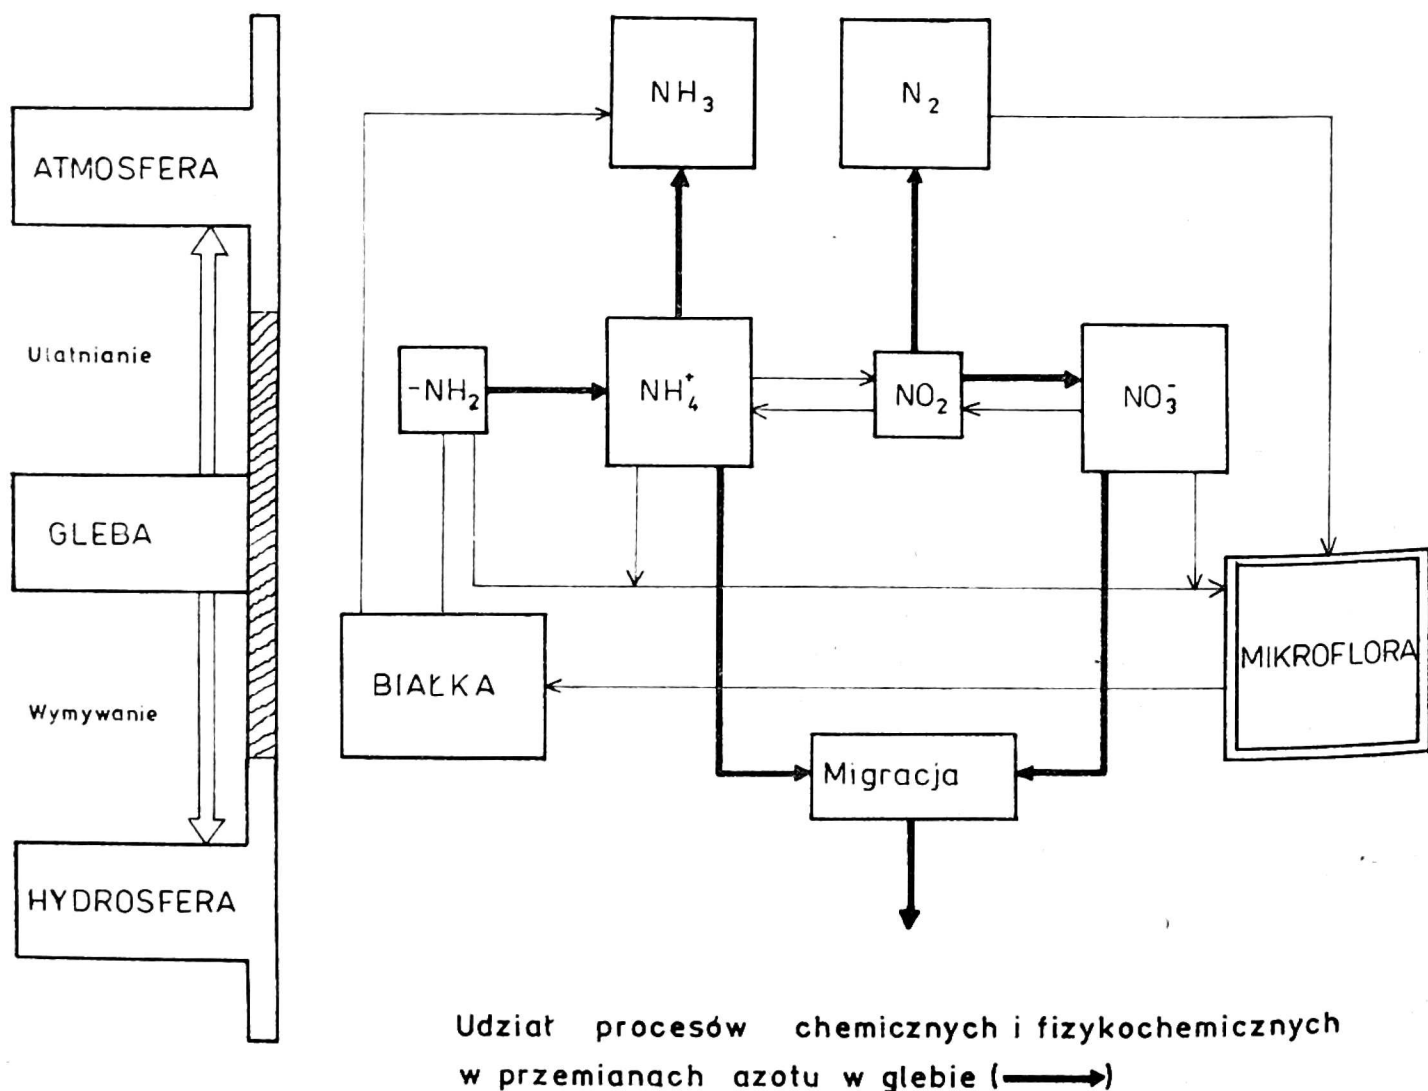 ATMOSFERA
Ulatnianie
GLEBA
Wymywanie
HYDROSFERA
NH₃
N₂
-NH₂
NH₄⁺
NO₂
NO₃⁻
BIAŁKA
MIKROFLORA
Migracja
Udział procesów chemicznych i fizykochemicznych
w przemianach azotu w glebie (→)